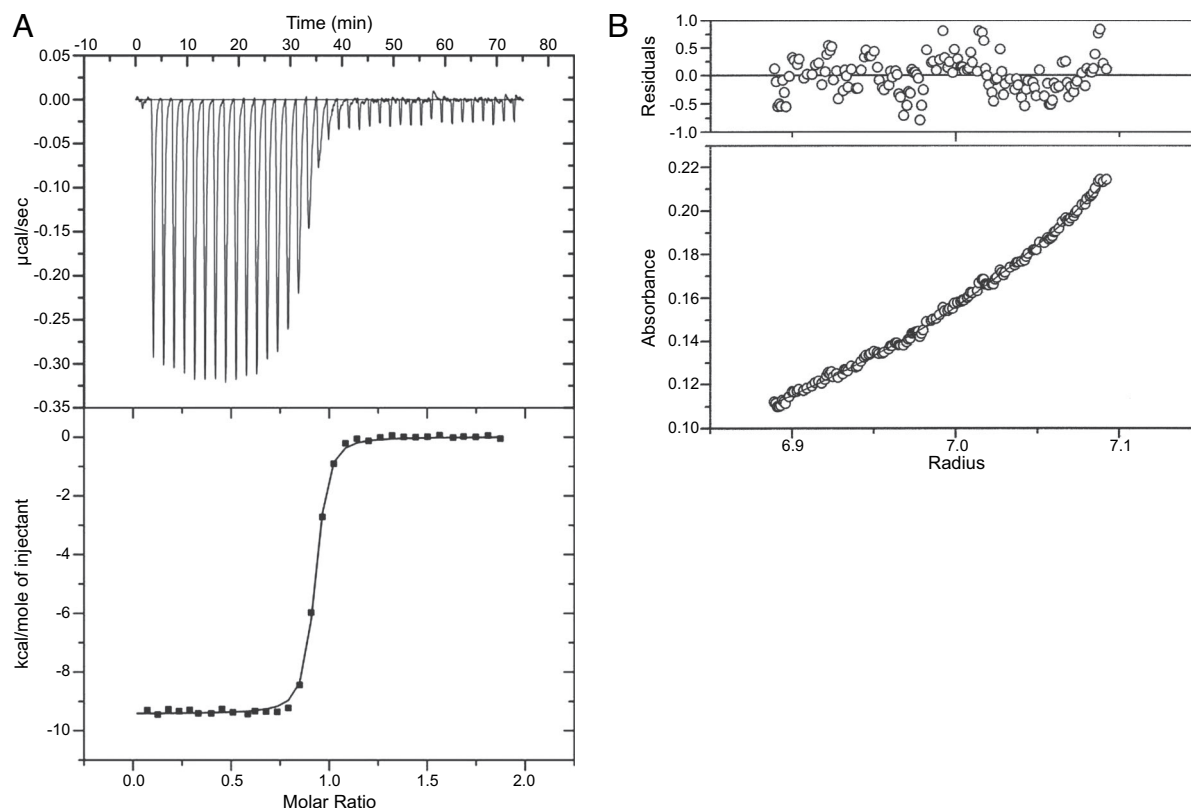 A
Time (min)
-10 0 10 20 30 40 50 60 70 80
0.05
0.00
-0.05
-0.10
-0.15
-0.20
-0.25
-0.30
-0.35
µcal/sec
0
-2
-4
-6
-8
-10
kcal/mole of injectant
0.0 0.5 1.0 1.5 2.0
Molar Ratio
B
1.0
0.5
0.0
-0.5
-1.0
Residuals
0.22
0.20
0.18
0.16
0.14
0.12
0.10
Absorbance
6.9 7.0 7.1
Radius